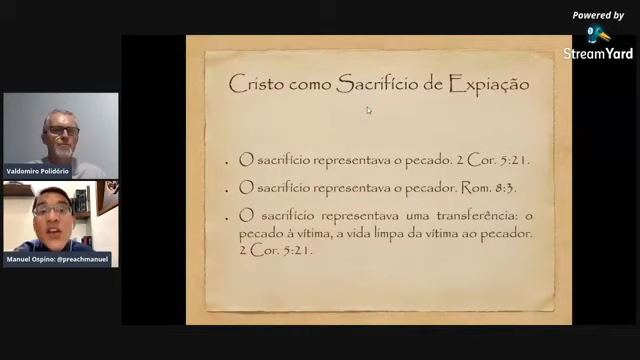 Powered by
StreamYard
Cristo como Sacrifício de Expiação
. O sacrifício representava o pecado. 2 Cor. 5:21.
. O sacrifício representava o pecador. Rom. 8:3.
. O sacrifício representava uma transferência: o
pecado à vítima, a vida limpa da vítima ao pecador.
2 Cor. 5:21.
Valdomiro Polidório
Manuel Ospino: @preachmanuel